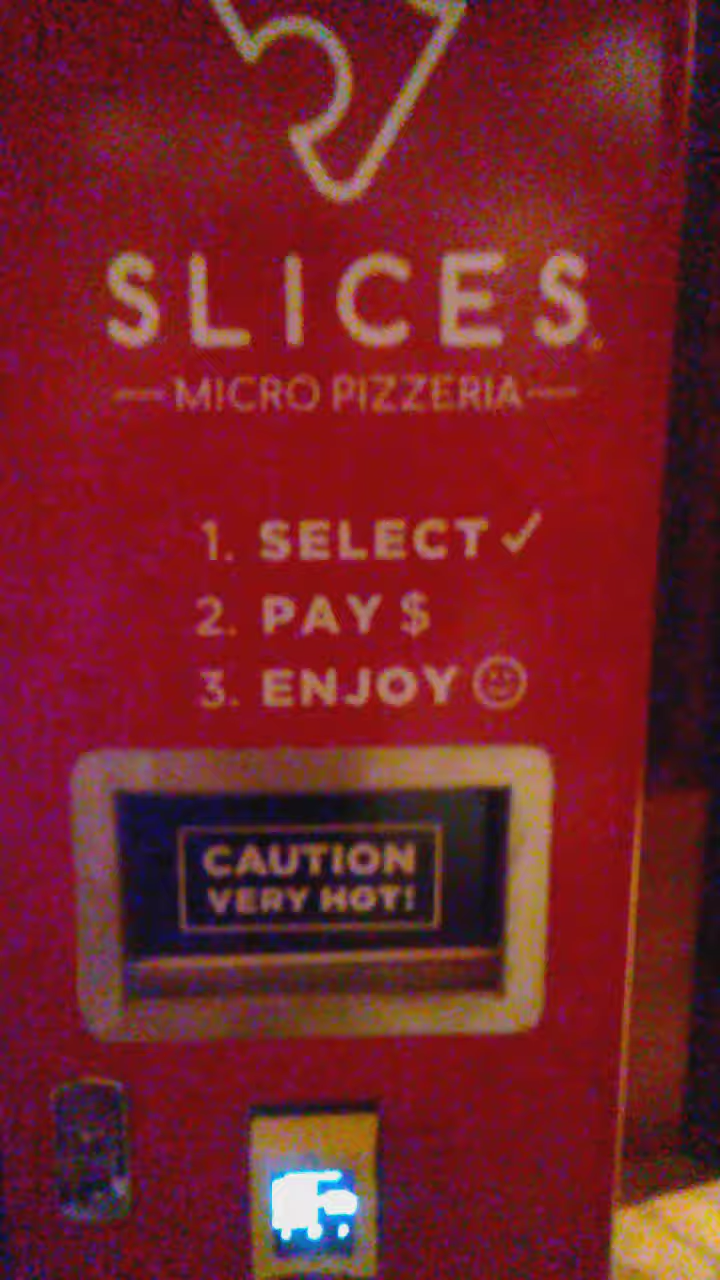 SLICES
MICRO PIZZERIA
1. SELECT ✓
2. PAY $
3. ENJOY ☺
CAUTION
VERY HOT!